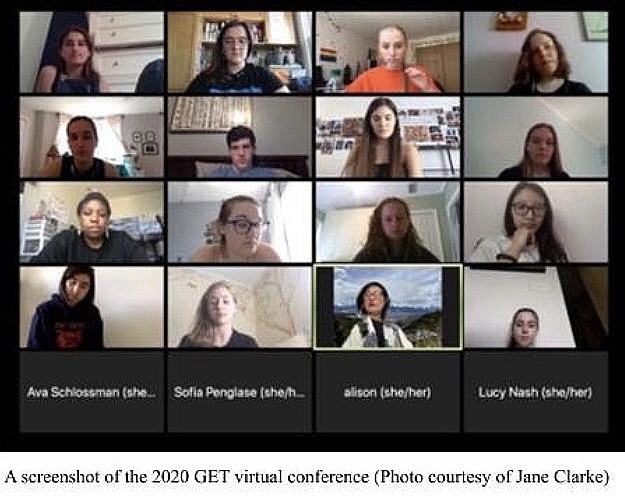 Ava Schlossman (she...
Sofia Penglase (she/h...
alison (she/her)
Lucy Nash (she/her)
A screenshot of the 2020 GET virtual conference (Photo courtesy of Jane Clarke)